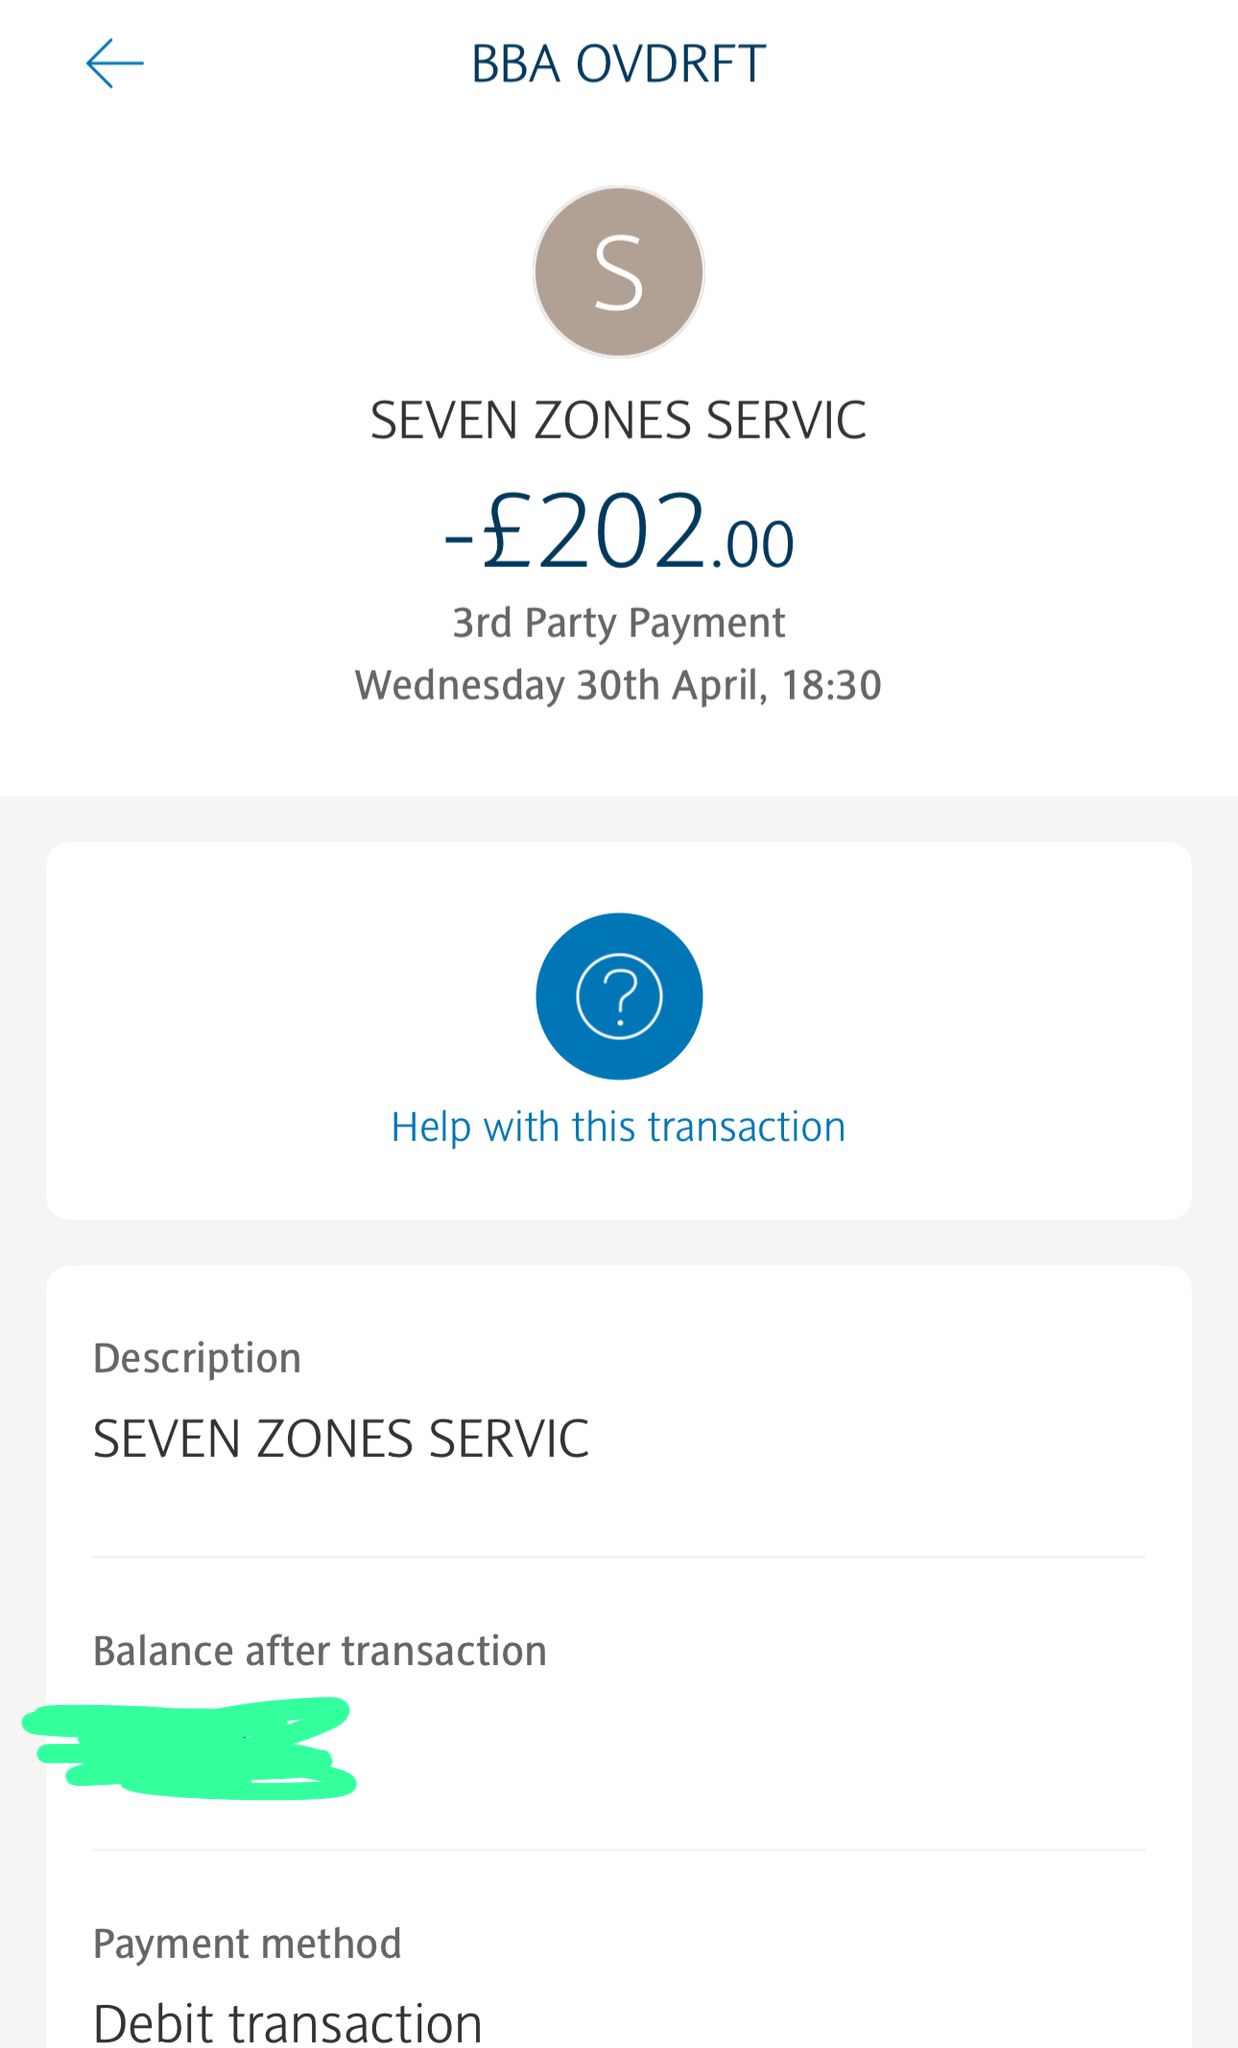 BBA OVDRFT
S
SEVEN ZONES SERVIC
-£202.00
3rd Party Payment
Wednesday 30th April, 18:30
?
Help with this transaction
Description
SEVEN ZONES SERVIC
Balance after transaction
Payment method
Debit transaction